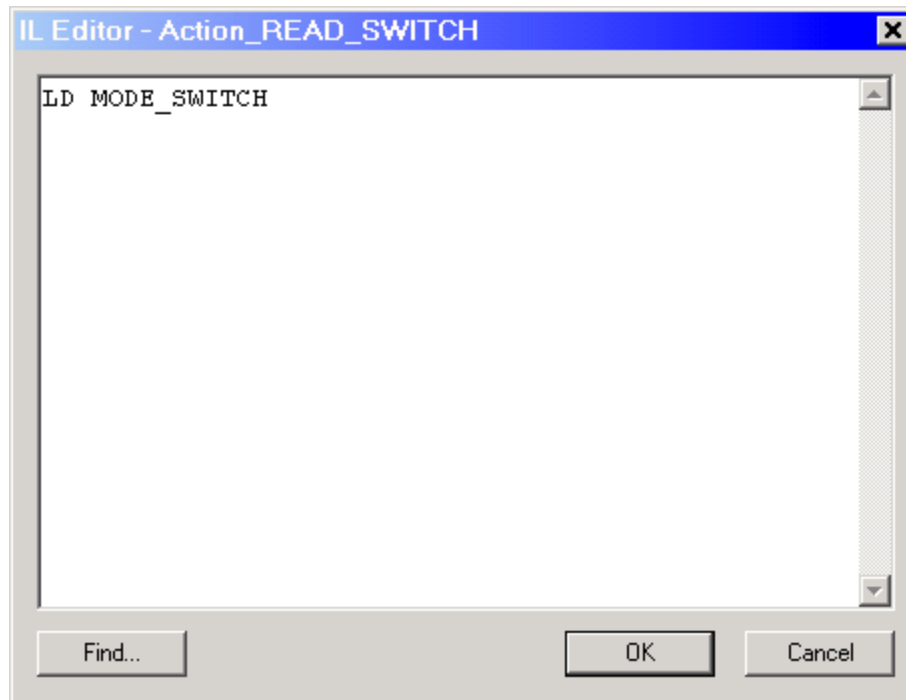 IL Editor - Action_READ_SWITCH
LD MODE_SWITCH
Find...
OK
Cancel